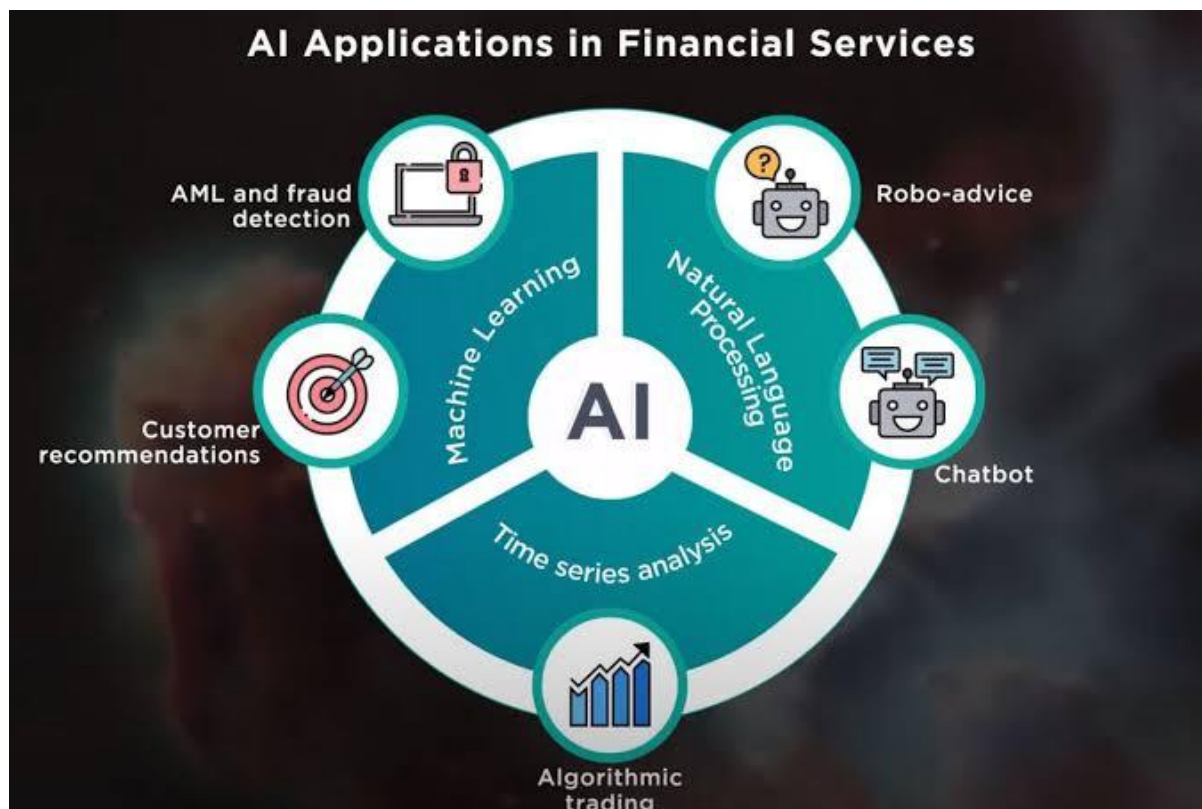 AI Applications in Financial Services
AML and fraud
detection
?
Robo-advice
Machine Learning
Natural Language
Processing
AI
Customer
recommendations
Chatbot
Time series analysis
Algorithmic
trading